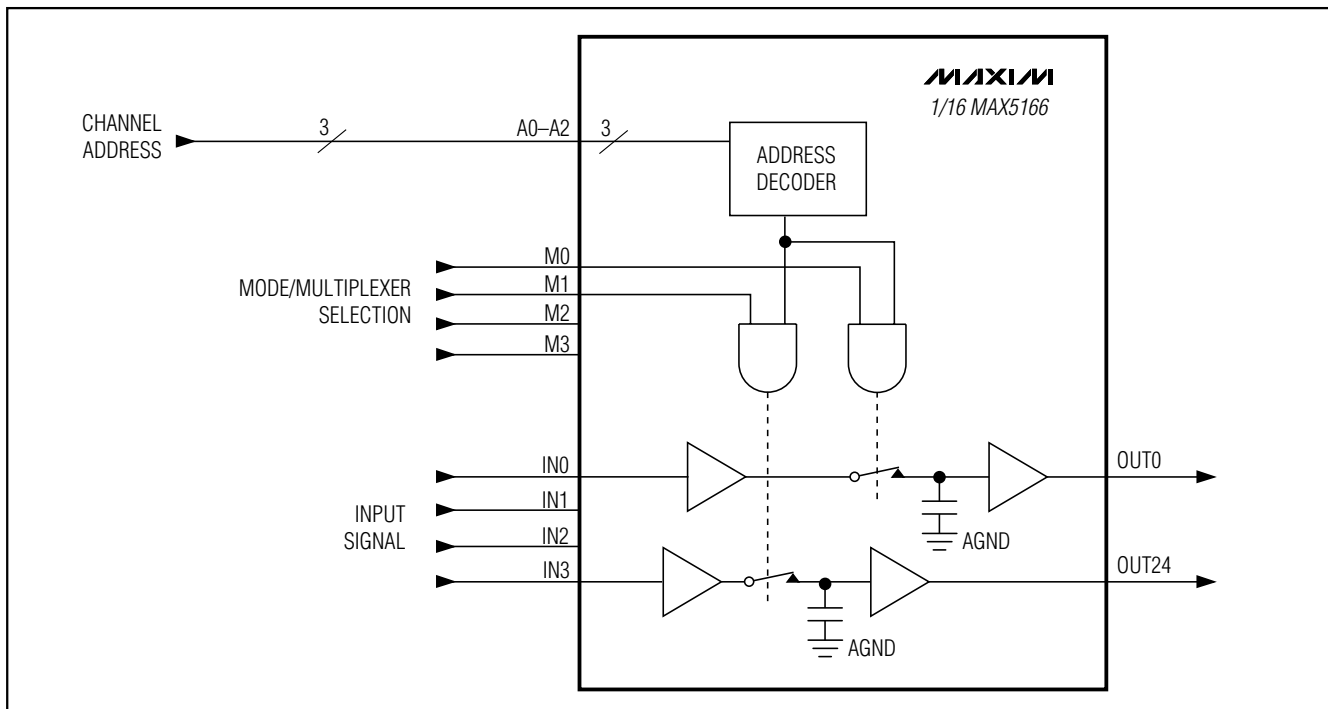 MAXIM
1/16 MAX5166
CHANNEL
ADDRESS
3
A0–A2
3
ADDRESS
DECODER
MODE/MULTIPLEXER
SELECTION
M0
M1
M2
M3
INPUT
SIGNAL
IN0
IN1
IN2
IN3
OUT0
AGND
OUT24
AGND